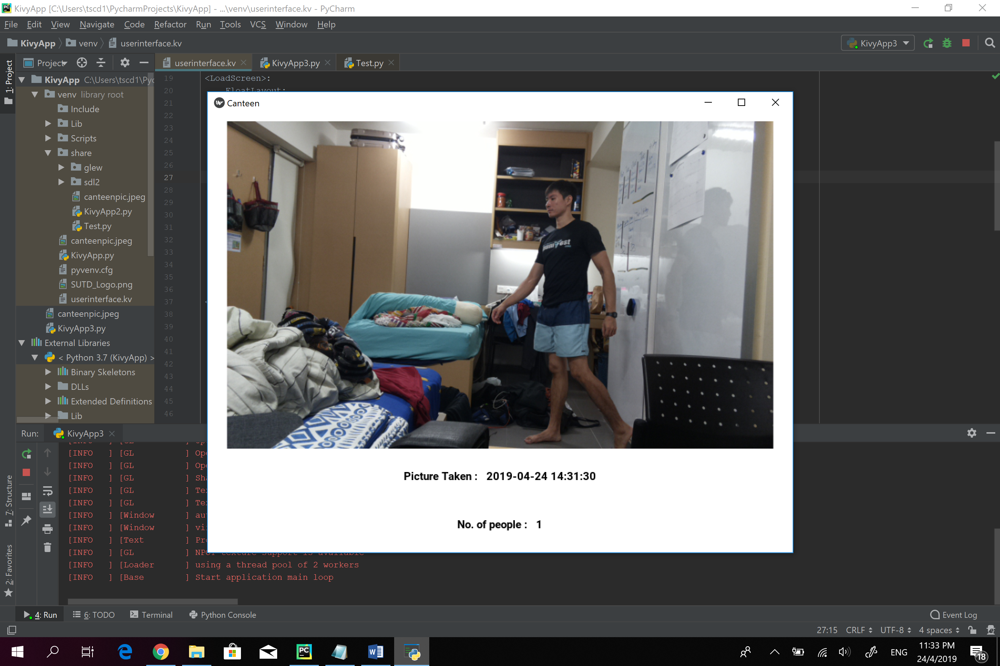 KivyApp [C:\Users\tscd1\PycharmProjects\KivyApp] - ...\venv\userinterface.kv - PyCharm
File Edit View Navigate Code Refactor Run Tools VCS Window Help
KivyApp venv userinterface.kv KivyApp3
1: Project
Project userinterface.kv KivyApp3.py Test.py
KivyApp C:\Users\tscd1\Pyc
venv library root
Include
Lib
Scripts
share
glew
sdl2
canteenpic.jpeg
KivyApp2.py
Test.py
canteenpic.jpeg
KivyApp.py
pyvenv.cfg
SUTD_Logo.png
userinterface.kv
canteenpic.jpeg
KivyApp3.py
External Libraries
< Python 3.7 (KivyApp) >
Binary Skeletons
DLLs
Extended Definitions
Lib
19 <LoadScreen>:
20 FloatLayout:
21
22
23
24
25
26
27
28
29
30
31
32
33
34
35
36
37 <
38
39
40
41
42
43
44
45
46
Canteen
Picture Taken : 2019-04-24 14:31:30
No. of people : 1
Run: KivyApp3
7: Structure
2: Favorites
[INFO ] [GL ] Ope
[INFO ] [GL ] Ope
[INFO ] [GL ] Sha
[INFO ] [GL ] Tex
[INFO ] [GL ] Tex
[INFO ] [Window ] au
[INFO ] [Window ] vi
[INFO ] [Text ] Pro
[INFO ] [GL ] NPOT texture support is available
[INFO ] [Loader ] using a thread pool of 2 workers
[INFO ] [Base ] Start application main loop
4: Run 6: TODO Terminal Python Console Event Log
27:15 CRLF UTF-8 4 spaces
ENG 11:33 PM
24/4/2019
18